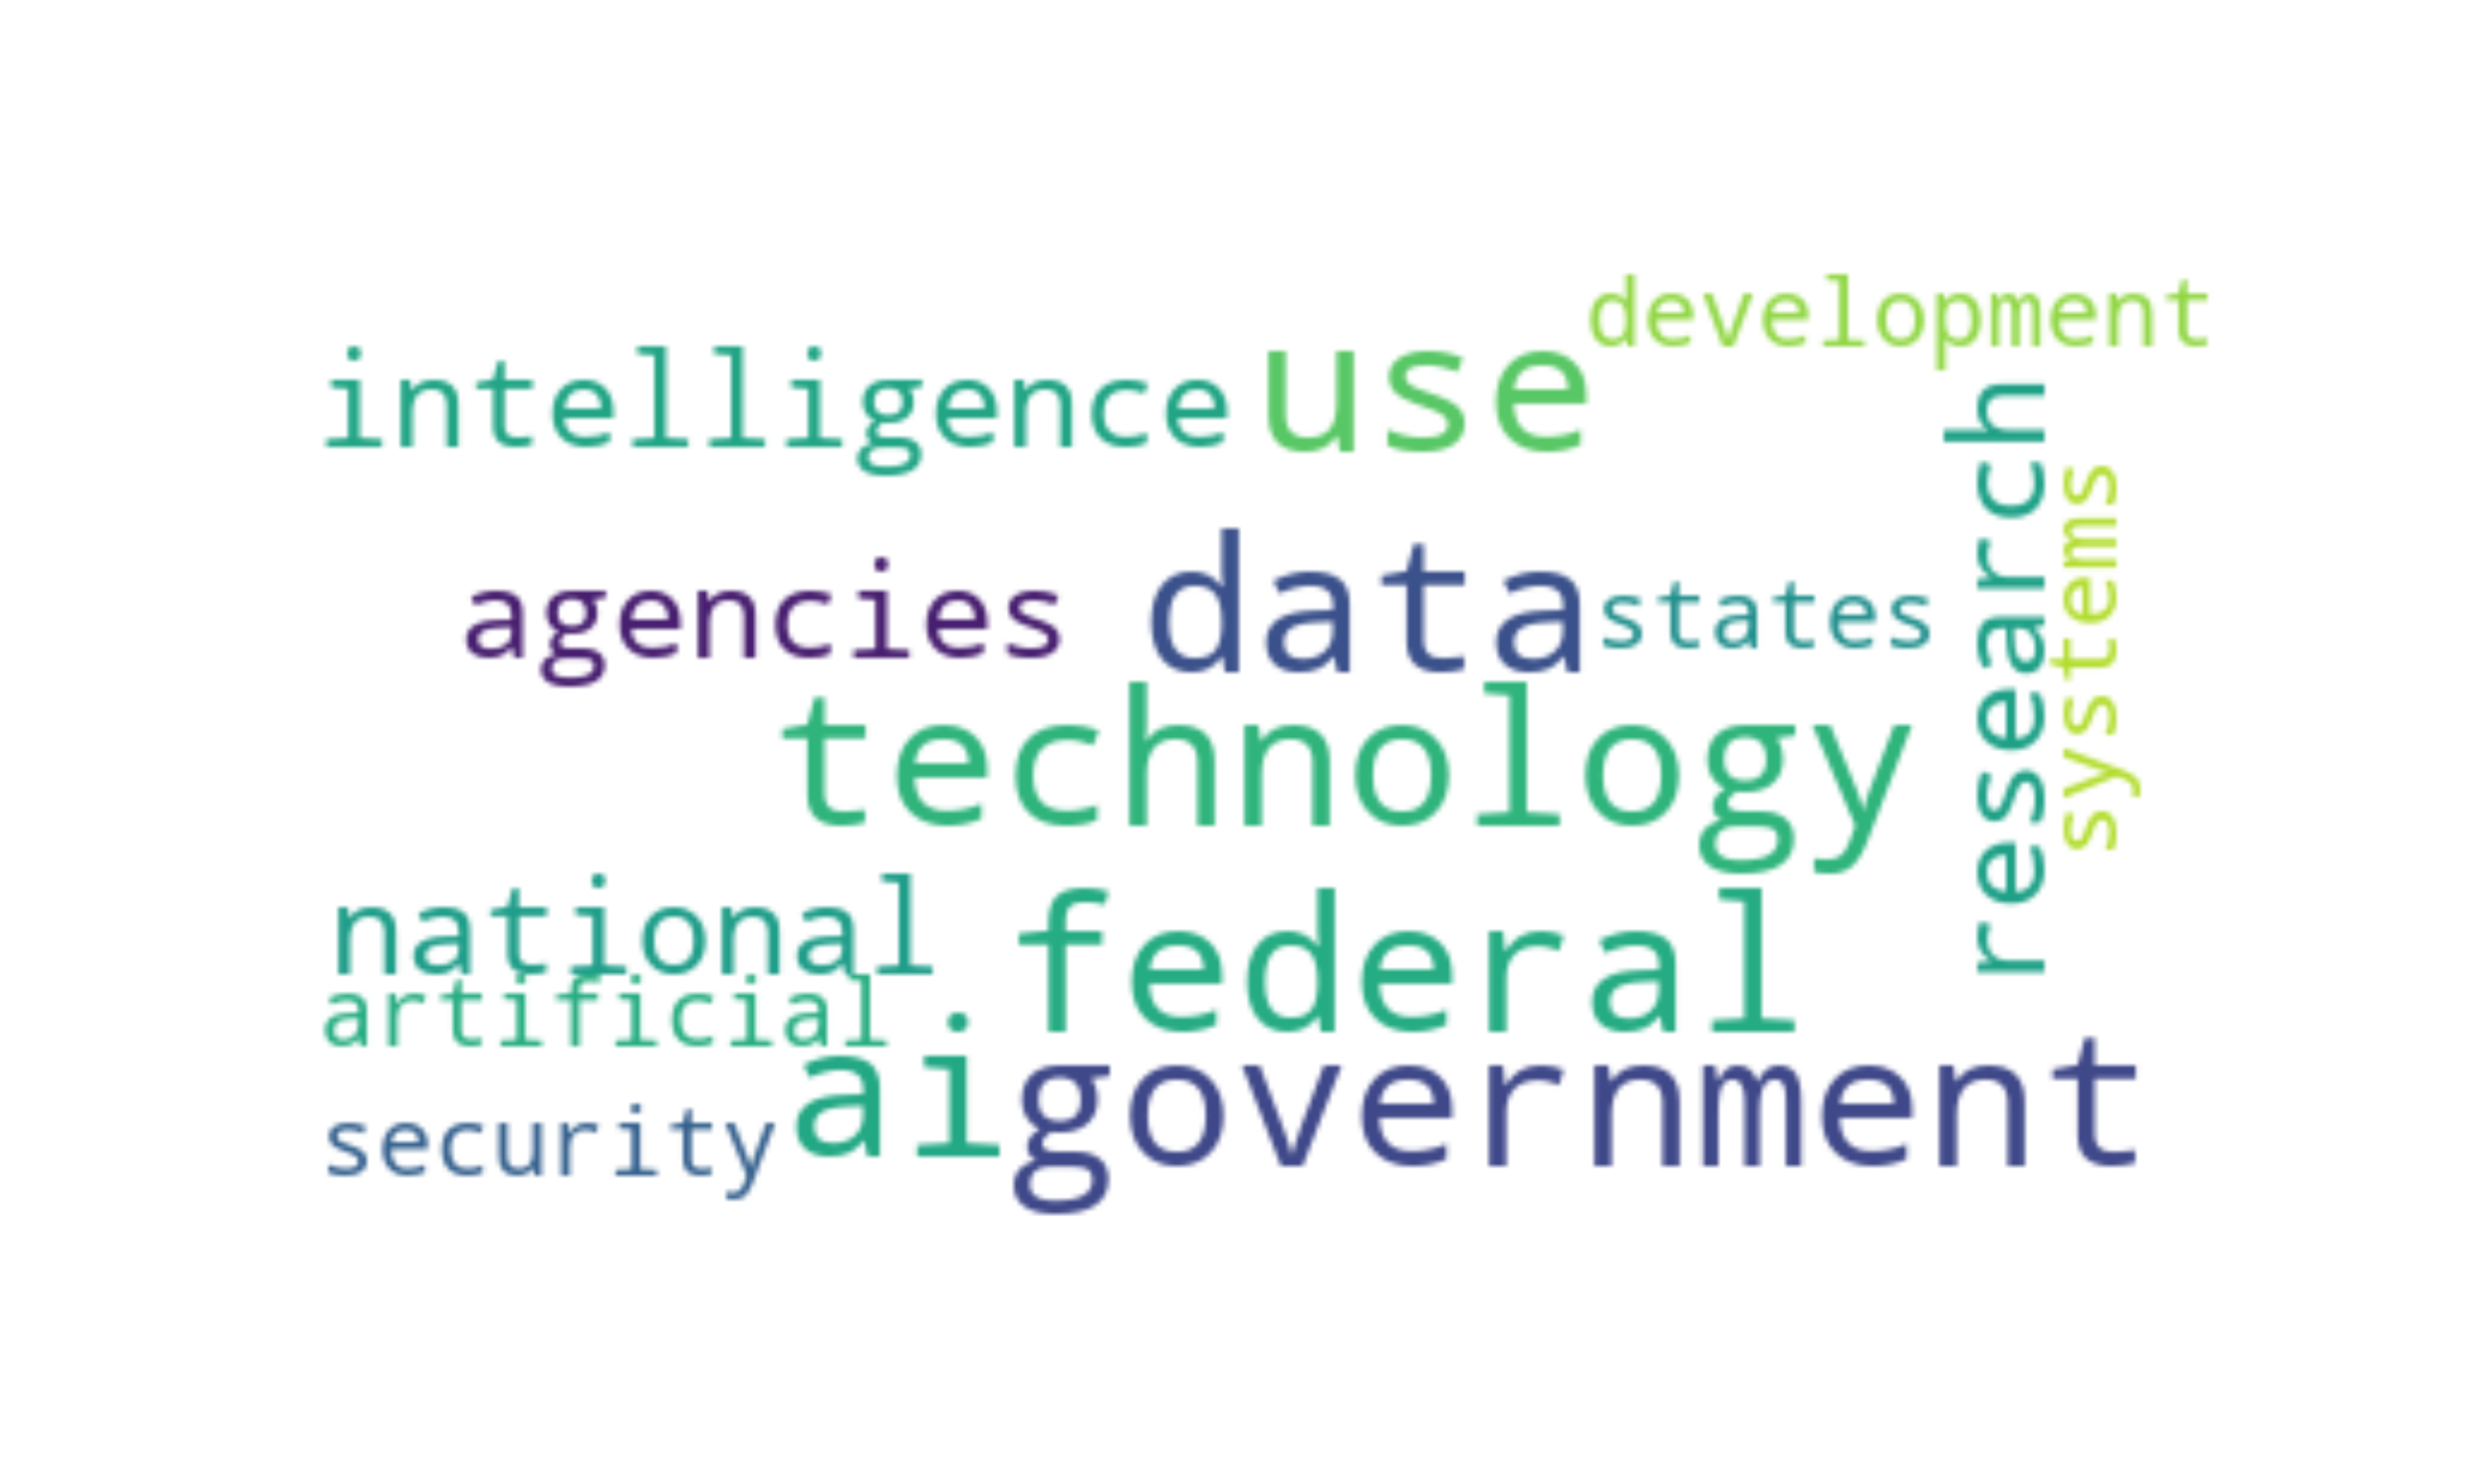 development
intelligence use
research
systems
agencies data states
technology
national federal
artificial
ai government
security